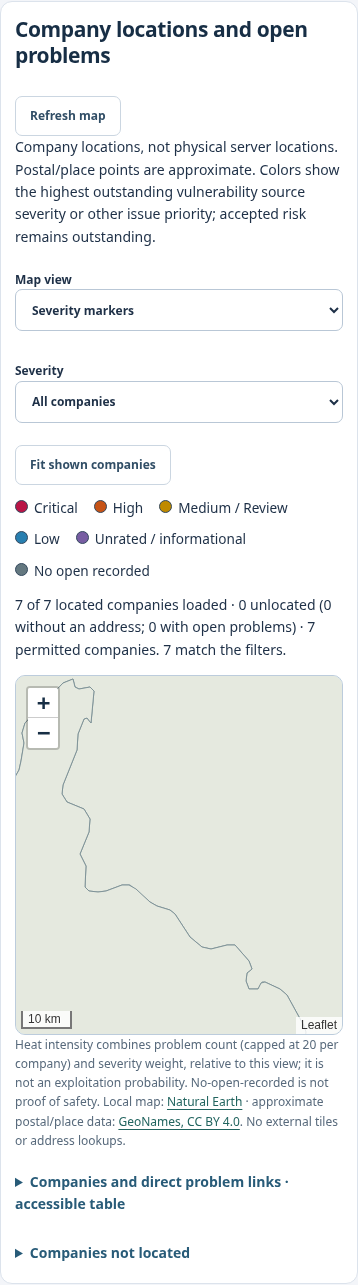 Company locations and open
problems
Refresh map
Company locations, not physical server locations.
Postal/place points are approximate. Colors show
the highest outstanding vulnerability source
severity or other issue priority; accepted risk
remains outstanding.
Map view
Severity markers
Severity
All companies
Fit shown companies
Critical High Medium / Review
Low Unrated / informational
No open recorded
7 of 7 located companies loaded · 0 unlocated (0
without an address; 0 with open problems) · 7
permitted companies. 7 match the filters.
+
−
10 km
Leaflet
Heat intensity combines problem count (capped at 20 per
company) and severity weight, relative to this view; it is
not an exploitation probability. No-open-recorded is not
proof of safety. Local map: Natural Earth · approximate
postal/place data: GeoNames, CC BY 4.0. No external tiles
or address lookups.
Companies and direct problem links ·
accessible table
Companies not located